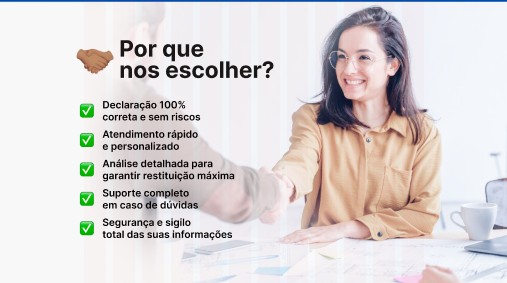 Por que
nos escolher?
Declaração 100%
correta e sem riscos
Atendimento rápido
e personalizado
Análise detalhada para
garantir restituição máxima
Suporte completo
em caso de dúvidas
Segurança e sigilo
total das suas informações